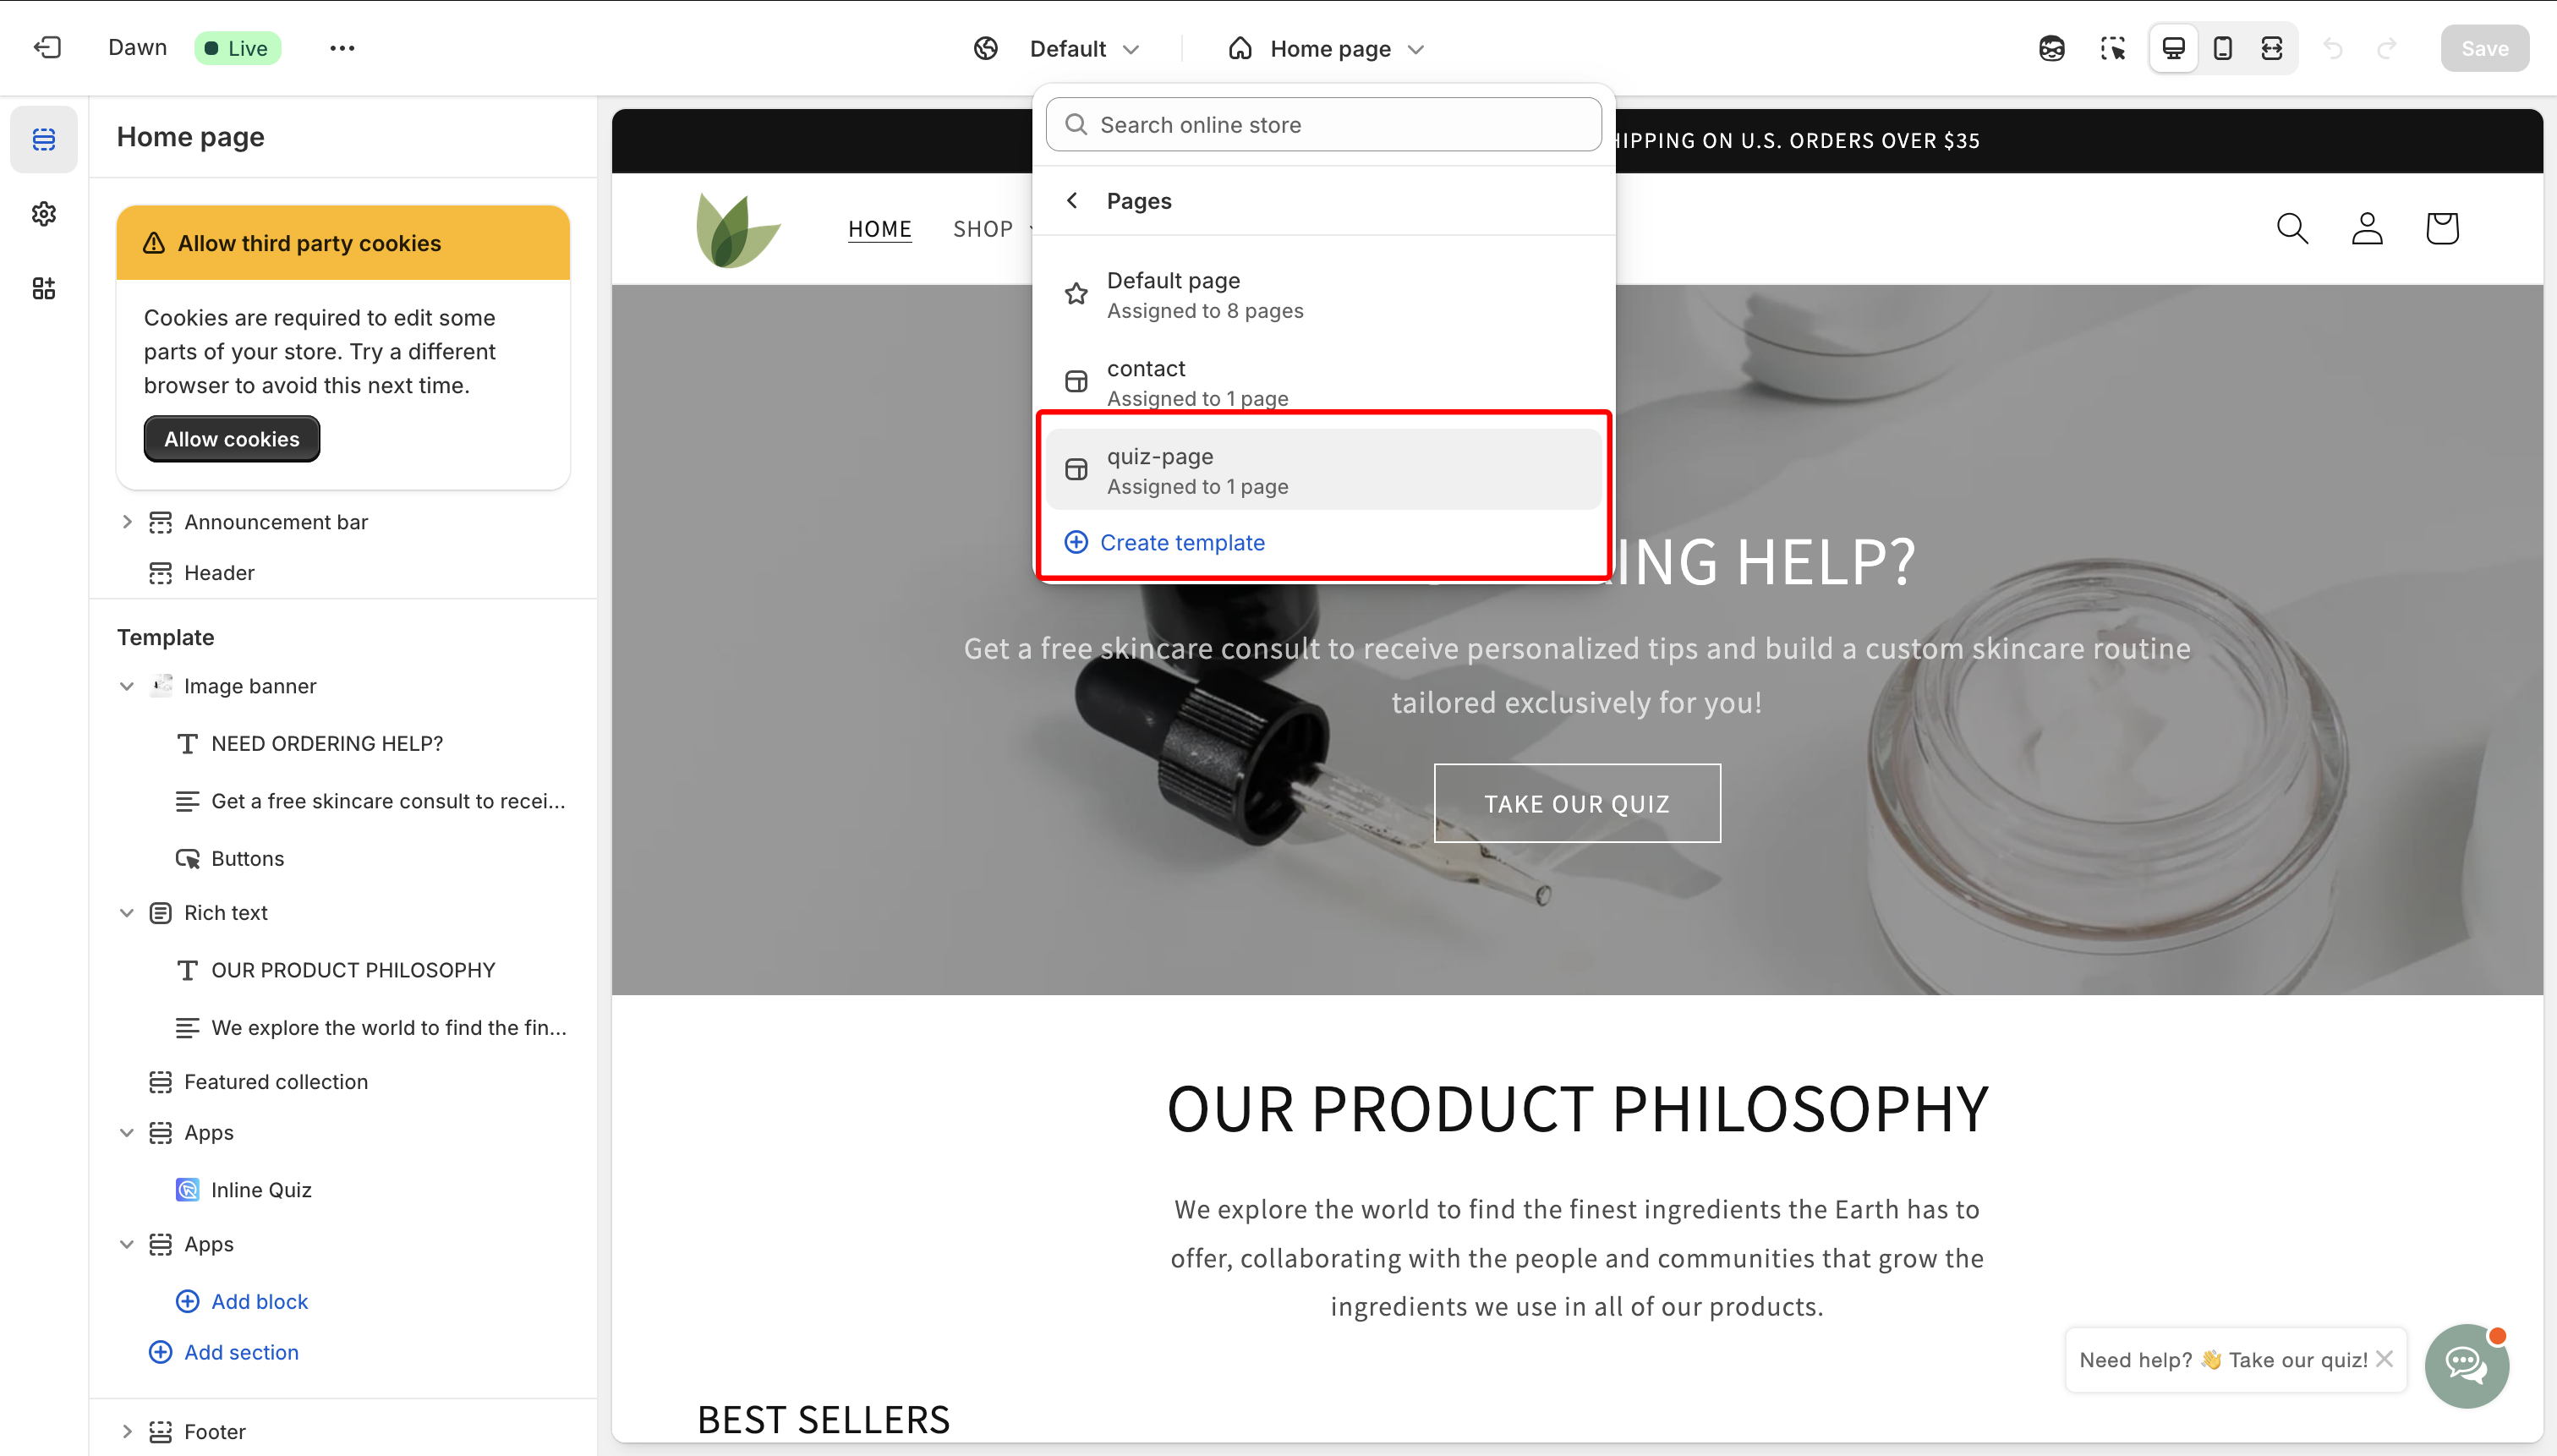 Dawn
Live
Default
Home page
Save
Home page
Allow third party cookies
Cookies are required to edit some
parts of your store. Try a different
browser to avoid this next time.
Allow cookies
Announcement bar
Header
Template
Image banner
NEED ORDERING HELP?
Get a free skincare consult to recei...
Buttons
Rich text
OUR PRODUCT PHILOSOPHY
We explore the world to find the fin...
Featured collection
Apps
Inline Quiz
Apps
Add block
Add section
Footer
Search online store
Pages
Default page
Assigned to 8 pages
contact
Assigned to 1 page
quiz-page
Assigned to 1 page
Create template
HIPPING ON U.S. ORDERS OVER $35
HOME
SHOP
ING HELP?
Get a free skincare consult to receive personalized tips and build a custom skincare routine
tailored exclusively for you!
TAKE OUR QUIZ
OUR PRODUCT PHILOSOPHY
We explore the world to find the finest ingredients the Earth has to
offer, collaborating with the people and communities that grow the
ingredients we use in all of our products.
Need help? 👋 Take our quiz!
BEST SELLERS